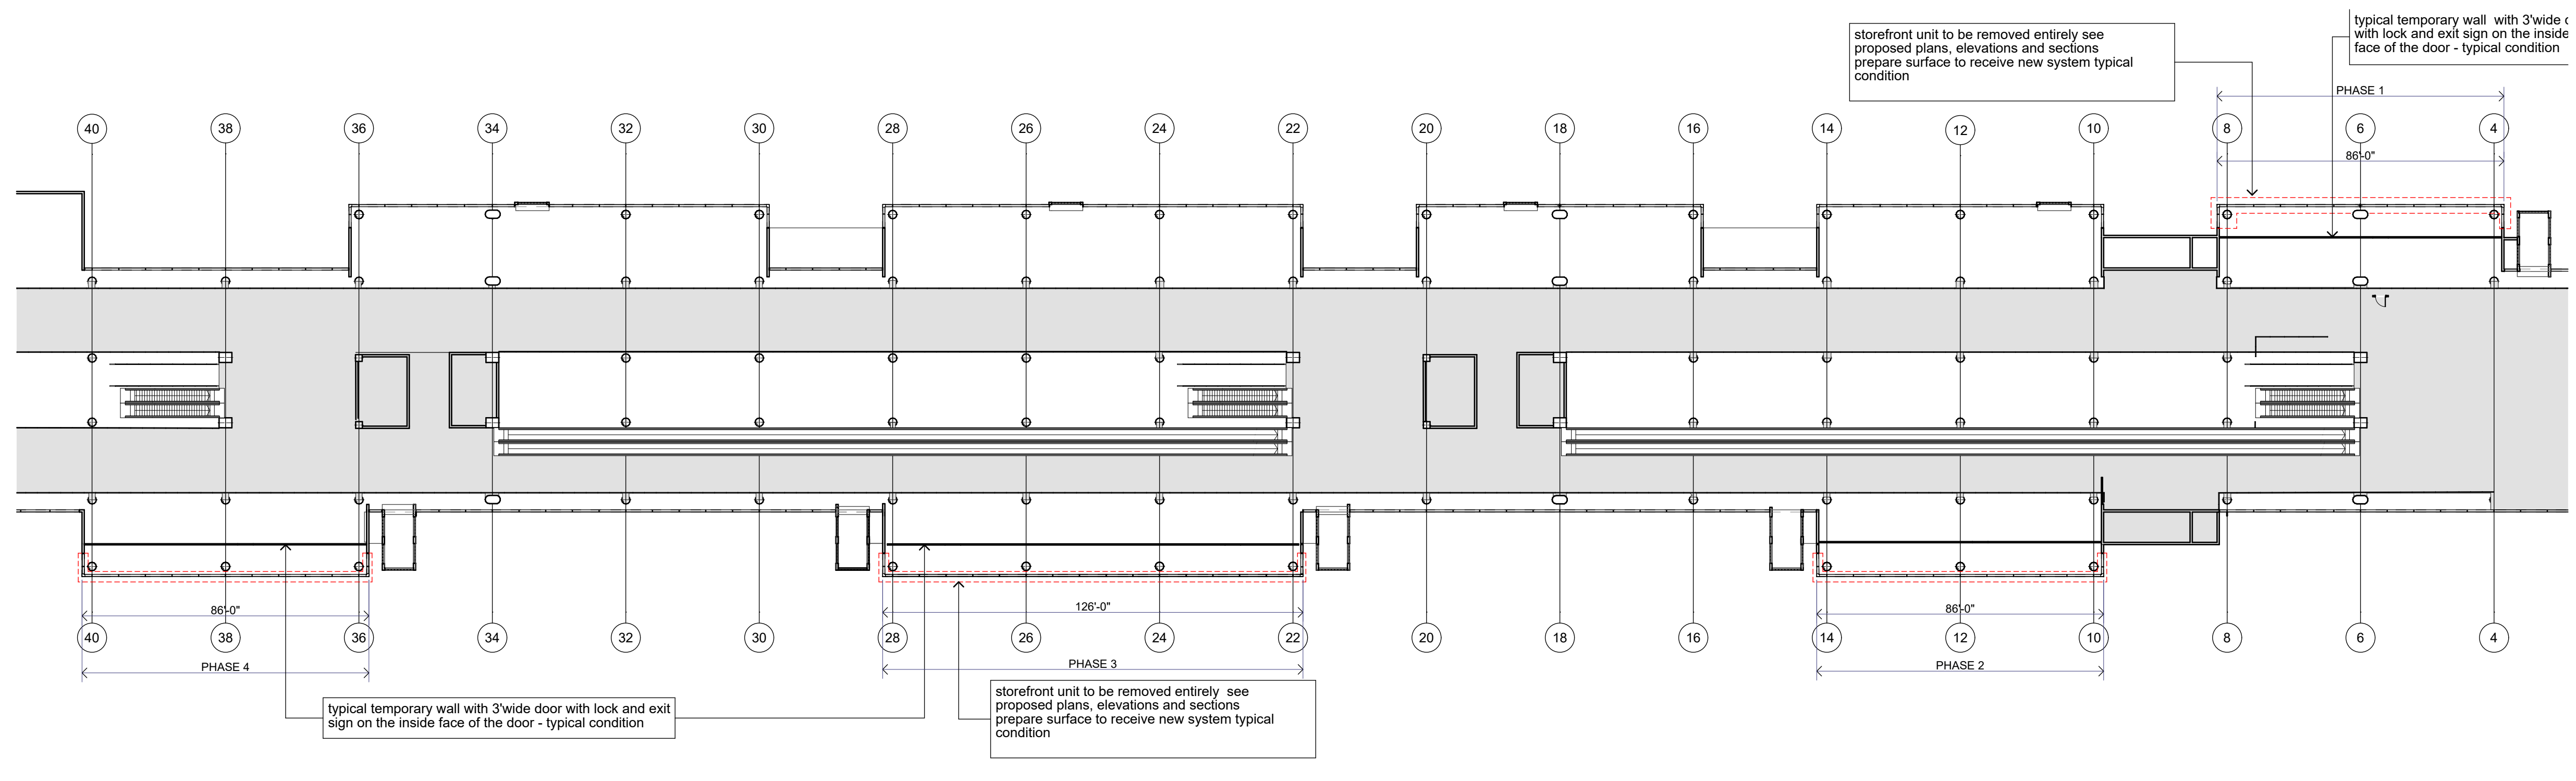 storefront unit to be removed entirely see
proposed plans, elevations and sections
prepare surface to receive new system typical
condition
typical temporary wall with 3'wide
with lock and exit sign on the inside
face of the door - typical condition
PHASE 1
40
38
36
34
32
30
28
26
24
22
20
18
16
14
12
10
8
6
4
86'-0"
86'-0"
126'-0"
86'-0"
40
38
36
34
32
30
28
26
24
22
20
18
16
14
12
10
8
6
4
PHASE 4
PHASE 3
PHASE 2
typical temporary wall with 3'wide door with lock and exit
sign on the inside face of the door - typical condition
storefront unit to be removed entirely see
proposed plans, elevations and sections
prepare surface to receive new system typical
condition